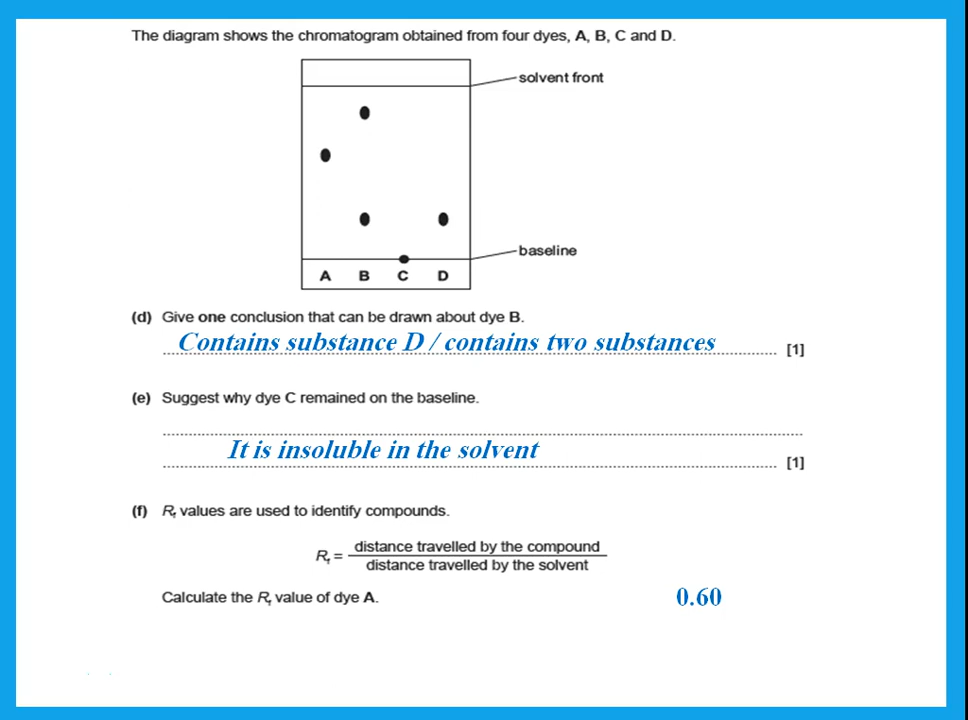 The diagram shows the chromatogram obtained from four dyes, A, B, C and D.
solvent front
baseline
A B C D
(d) Give one conclusion that can be drawn about dye B.
Contains substance D / contains two substances
[1]
(e) Suggest why dye C remained on the baseline.
It is insoluble in the solvent
[1]
(f) Rf values are used to identify compounds.
Rf = distance travelled by the compound
distance travelled by the solvent
Calculate the Rf value of dye A. 0.60